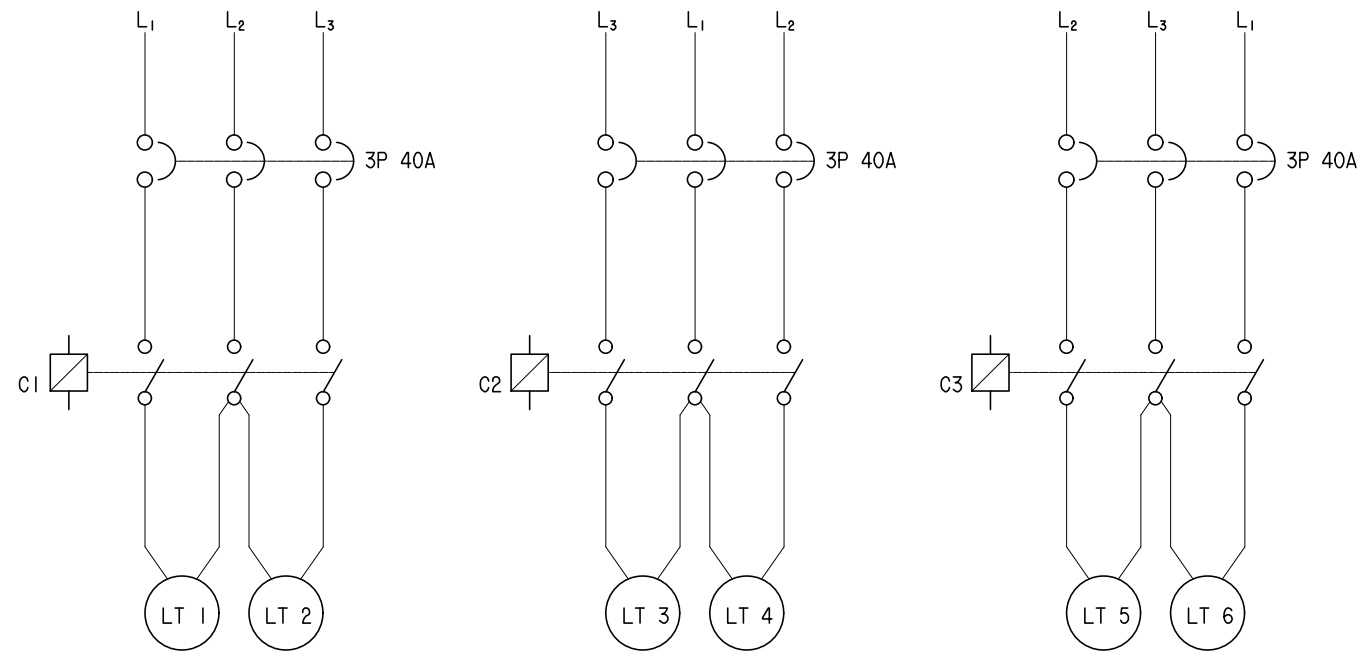 L₁ L₂ L₃ L₃ L₁ L₂ L₂ L₃ L₁
3P 40A 3P 40A 3P 40A
C1 C2 C3
LT 1 LT 2 LT 3 LT 4 LT 5 LT 6